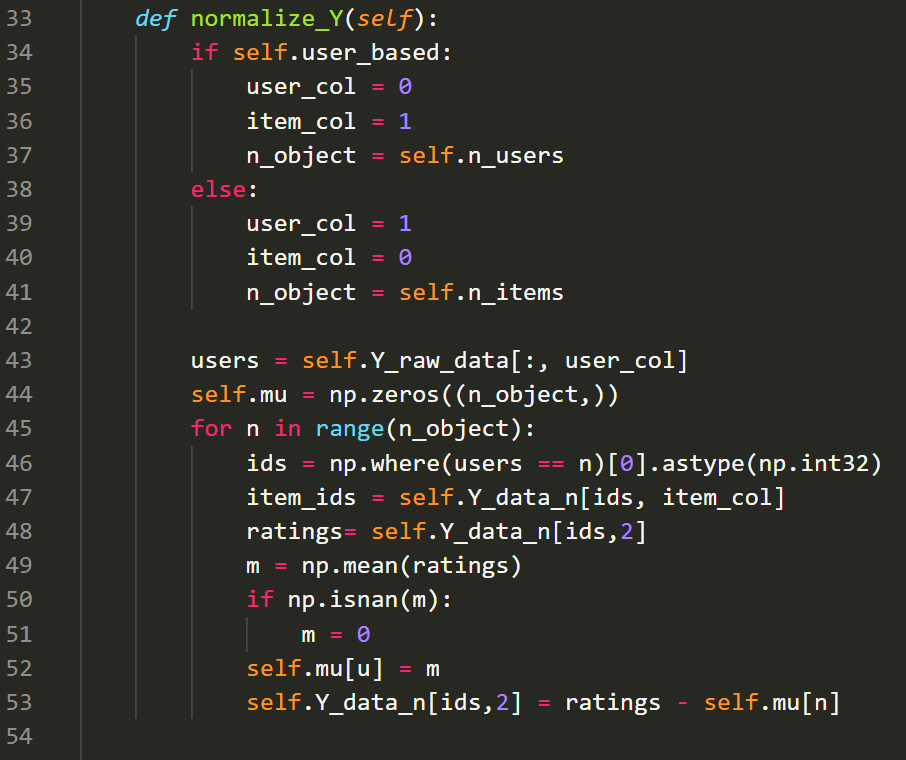 33 def normalize_Y(self):
34 if self.user_based:
35 user_col = 0
36 item_col = 1
37 n_object = self.n_users
38 else:
39 user_col = 1
40 item_col = 0
41 n_object = self.n_items
42
43 users = self.Y_raw_data[:, user_col]
44 self.mu = np.zeros((n_object,))
45 for n in range(n_object):
46 ids = np.where(users == n)[0].astype(np.int32)
47 item_ids = self.Y_data_n[ids, item_col]
48 ratings= self.Y_data_n[ids,2]
49 m = np.mean(ratings)
50 if np.isnan(m):
51 m = 0
52 self.mu[u] = m
53 self.Y_data_n[ids,2] = ratings - self.mu[n]
54